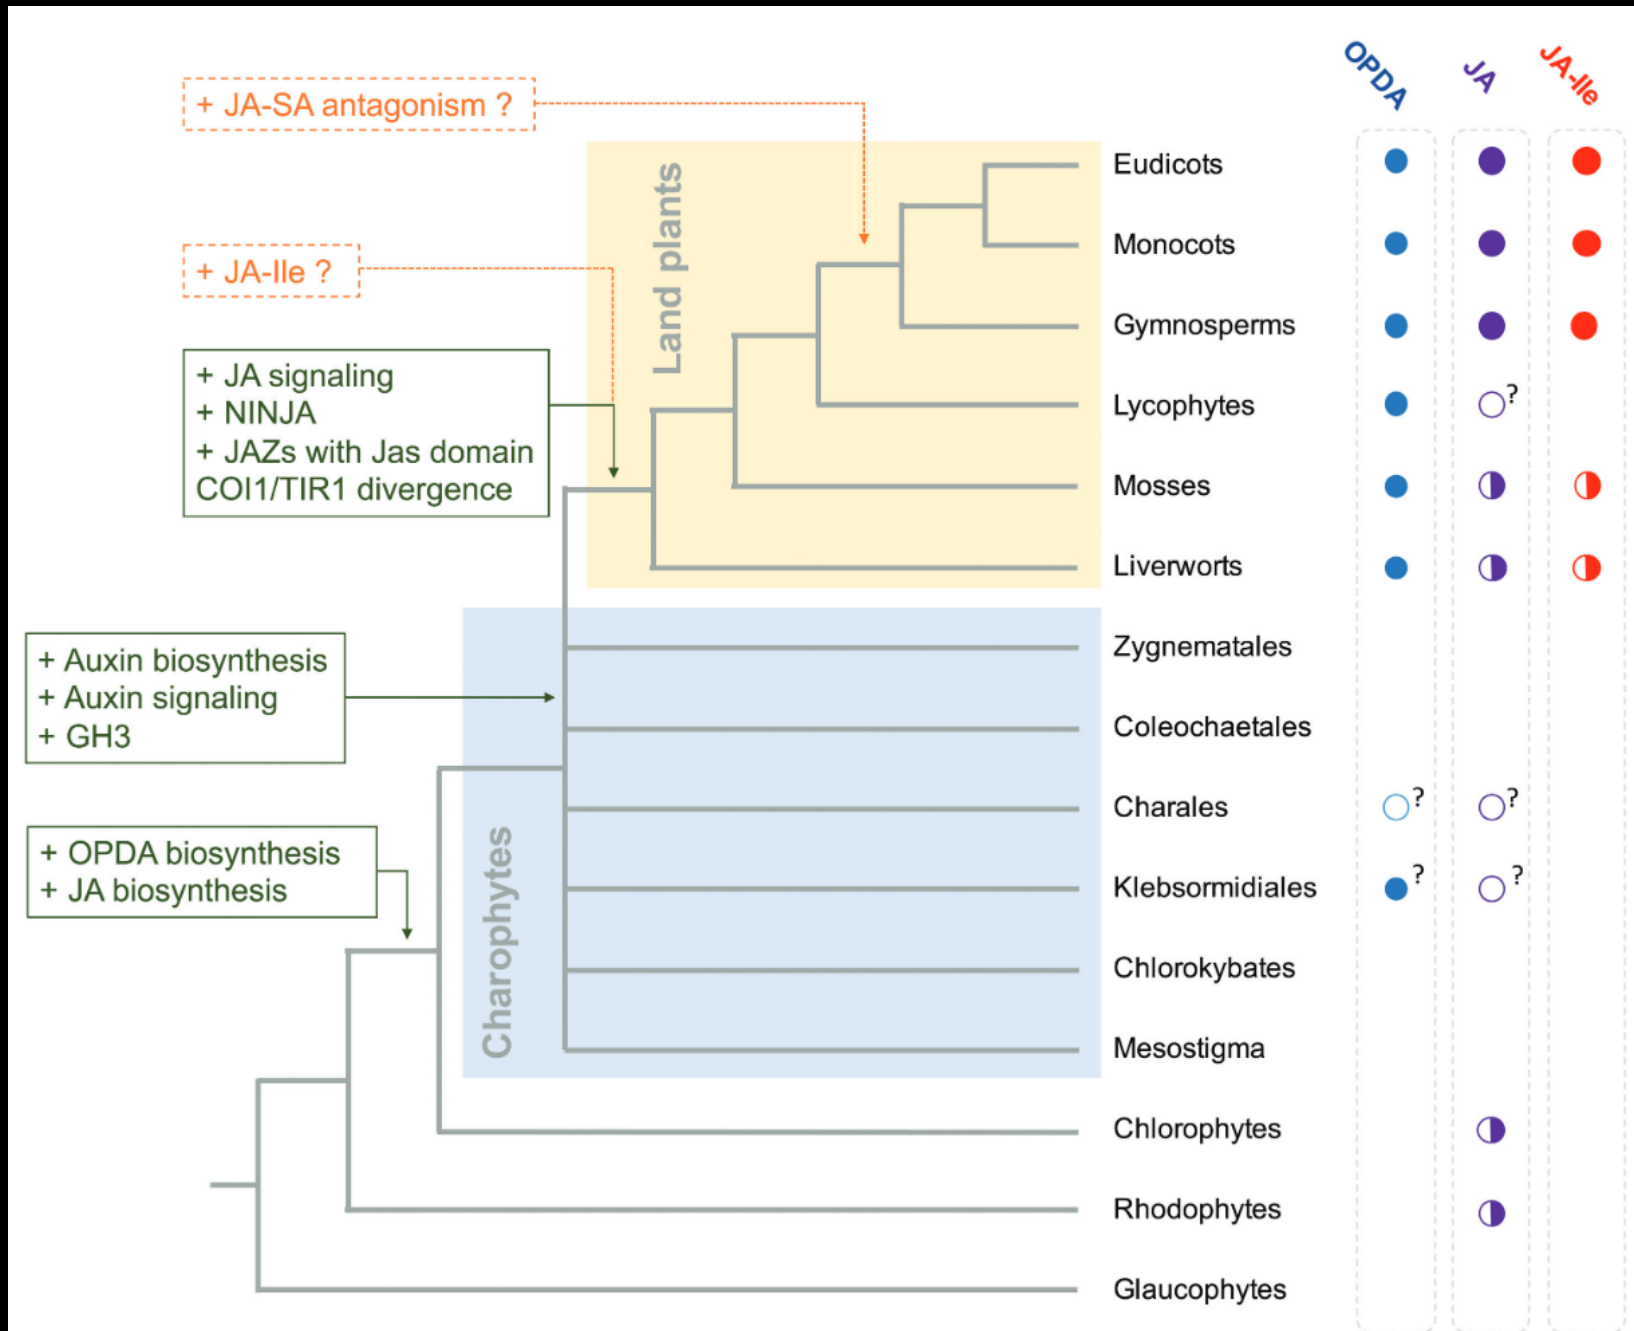 OPDA
JA
JA-Ile
+ JA-SA antagonism ?
Land plants
Eudicots
Monocots
+ JA-Ile ?
Gymnosperms
+ JA signaling
+ NINJA
+ JAZs with Jas domain
COI1/TIR1 divergence
Lycophytes
?
Mosses
Liverworts
Zygnematales
+ Auxin biosynthesis
+ Auxin signaling
+ GH3
Coleochaetales
Charales
?
?
+ OPDA biosynthesis
+ JA biosynthesis
Charophytes
Klebsormidiales
?
?
Chlorokybates
Mesostigma
Chlorophytes
Rhodophytes
Glaucophytes